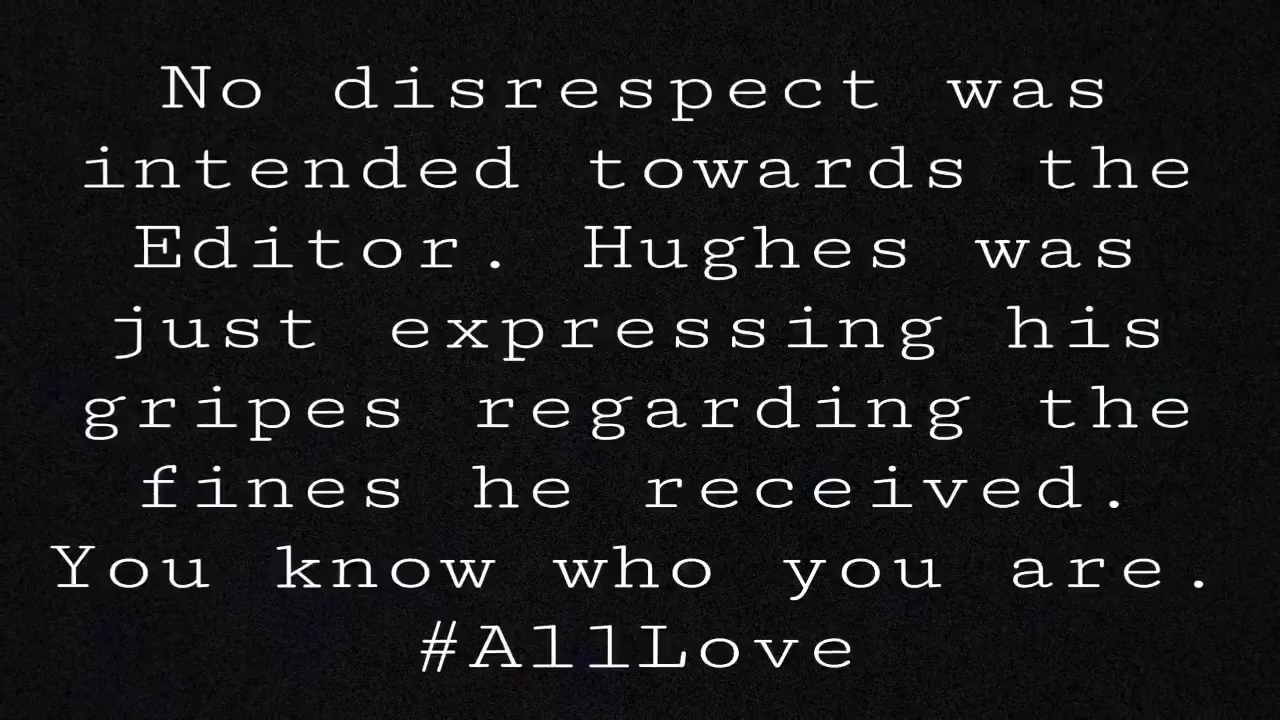 No disrespect was
intended towards the
Editor. Hughes was
just expressing his
gripes regarding the
fines he received.
You know who you are.
#AllLove